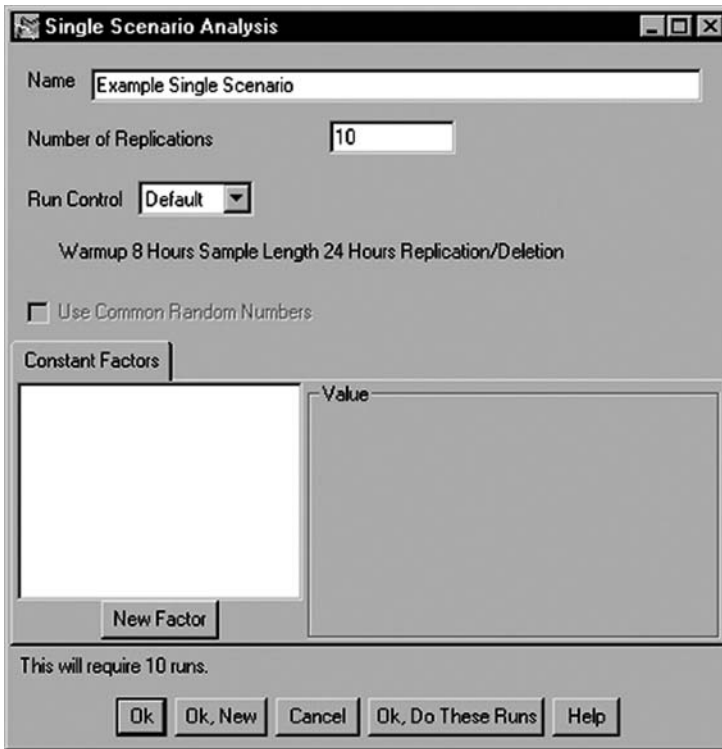 Single Scenario Analysis
Name Example Single Scenario
Number of Replications 10
Run Control Default
Warmup 8 Hours Sample Length 24 Hours Replication/Deletion
Use Common Random Numbers
Constant Factors
Value
New Factor
This will require 10 runs.
Ok Ok, New Cancel Ok, Do These Runs Help